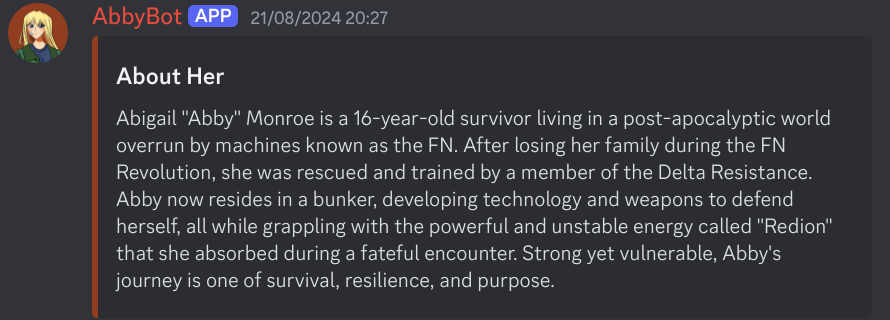 AbbyBot APP 21/08/2024 20:27
About Her
Abigail "Abby" Monroe is a 16-year-old survivor living in a post-apocalyptic world
overrun by machines known as the FN. After losing her family during the FN
Revolution, she was rescued and trained by a member of the Delta Resistance.
Abby now resides in a bunker, developing technology and weapons to defend
herself, all while grappling with the powerful and unstable energy called "Redion"
that she absorbed during a fateful encounter. Strong yet vulnerable, Abby's
journey is one of survival, resilience, and purpose.